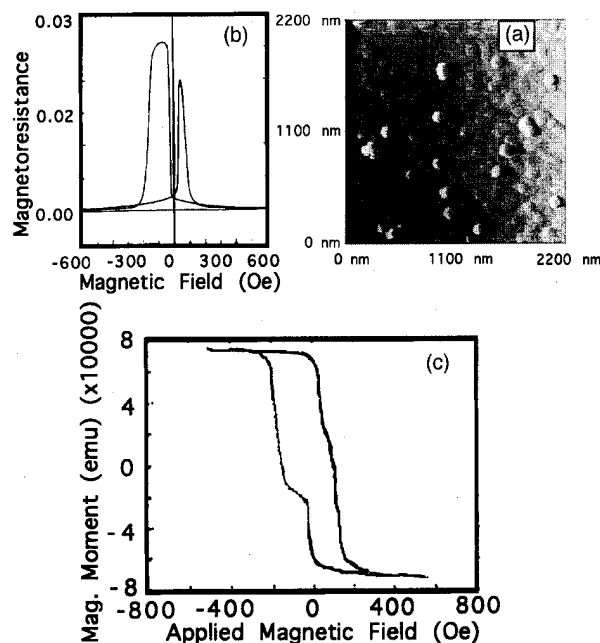 0.03
0.02
0.00
Magnetoresistance
(b)
-600
-300
0
300
600
Magnetic Field (Oe)
2200 nm
1100 nm
0 nm
(a)
0 nm
1100 nm
2200 nm
Mag. Moment (emu) (x10000)
8
4
0
-4
-8
(c)
-800
-400
0
400
800
Applied Magnetic Field (Oe)